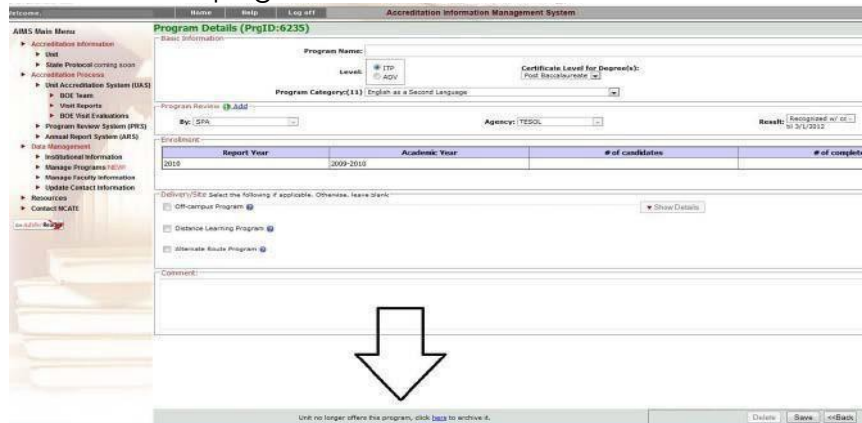 Welcome.
Home Help Log off Accreditation Information Management System
AIMS Main Menu
Accreditation Information
Unit
State Protocol coming soon
Accreditation Process
Unit Accreditation System (UAS)
BOE Team
Visit Reports
BOE Visit Evaluations
Program Review System (PRS)
Annual Report System (ARS)
Data Management
Institutional Information
Manage Programs NEW!
Manage Faculty Information
Update Contact Information
Resources
Contact NCATE
Get Adobe Reader
Program Details (PrgID:6235)
Basic Information
Program Name:
Level: ITP
ADV
Certificate Level for Degree(s):
Post Baccalaureate
Program Category:(11) English as a Second Language
Program Review Add
By: SPA Agency: TESOL Result: Recognized w/
til 3/1/2012
Enrollment
Report Year Academic Year # of candidates # of complete
2010 2009-2010
Delivery/Site Select the following if applicable. Otherwise, leave blank
Off-campus Program Show Details
Distance Learning Program
Alternate Route Program
Comment:
Unit no longer offers this program, click here to archive it. Delete Save <<Back